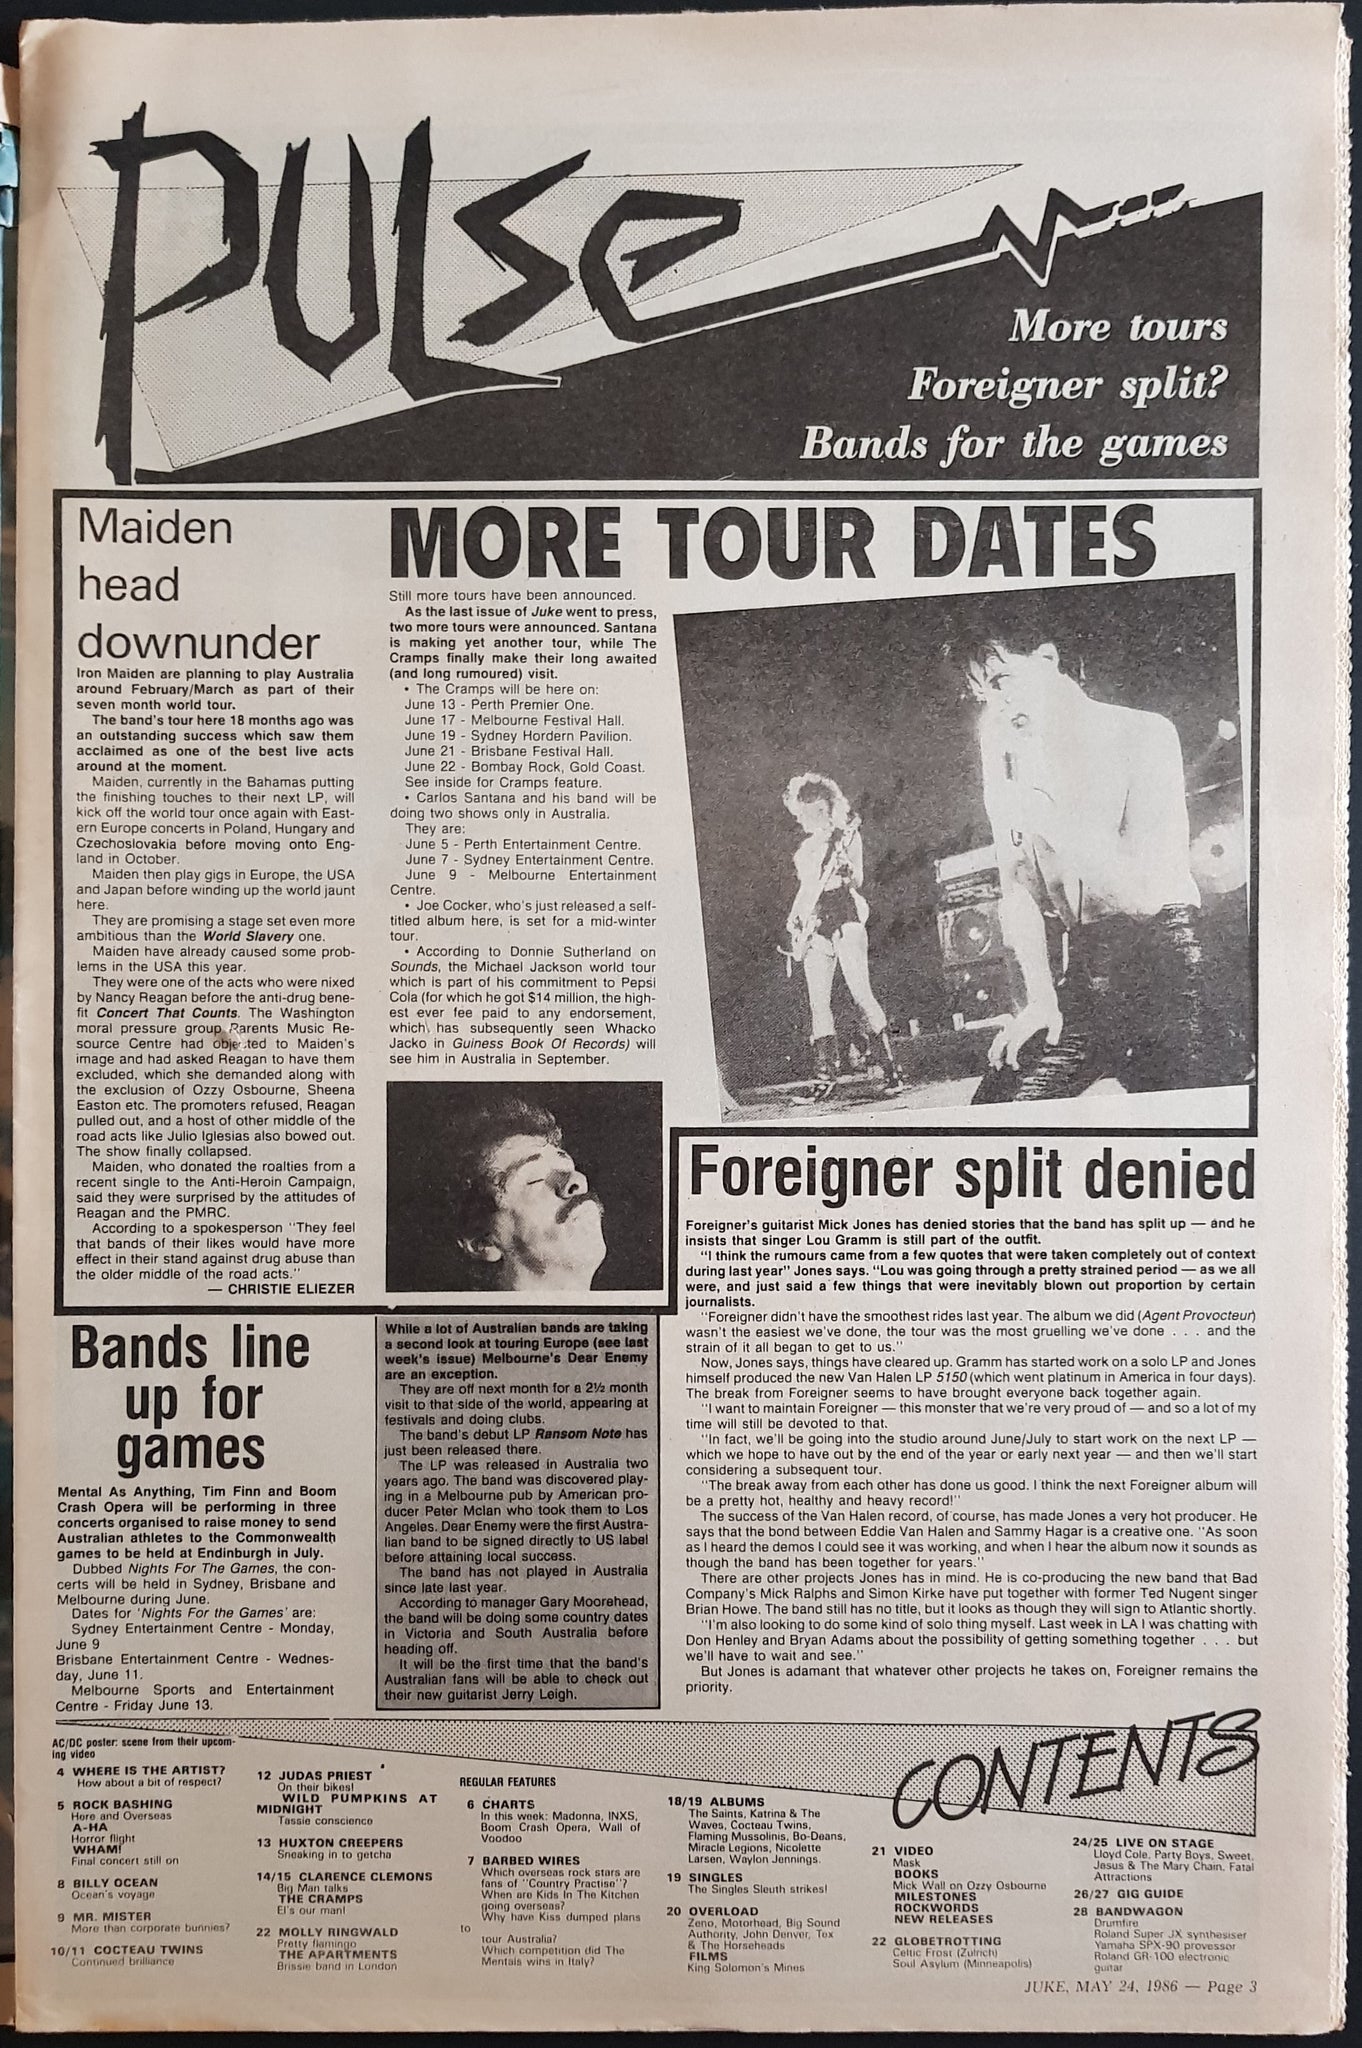 PULSE
More tours
Foreigner split?
Bands for the games
Maiden
head
downunder
Iron Maiden are planning to play Australia
around February/March as part of their
seven month world tour.
The band's tour here 18 months ago was
an outstanding success which saw them
acclaimed as one of the best live acts
around at the moment.
Maiden, currently in the Bahamas putting
the finishing touches to their next LP, will
kick off the world tour once again with East-
ern Europe concerts in Poland, Hungary and
Czechoslovakia before moving onto Eng-
land in October.
Maiden then play gigs in Europe, the USA
and Japan before winding up the world jaunt
here.
They are promising a stage set even more
ambitious than the World Slavery one.
Maiden have already caused some prob-
lems in the USA this year.
They were one of the acts who were nixed
by Nancy Reagan before the anti-drug bene-
fit Concert That Counts. The Washington
moral pressure group Parents Music Re-
source Centre had objected to Maiden's
image and had asked Reagan to have them
excluded, which she demanded along with
the exclusion of Ozzy Osbourne, Sheena
Easton etc. The promoters refused, Reagan
pulled out, and a host of other middle of the
road acts like Julio Iglesias also bowed out.
The show finally collapsed.
Maiden, who donated the roalties from a
recent single to the Anti-Heroin Campaign,
said they were surprised by the attitudes of
Reagan and the PMRC.
According to a spokesperson "They feel
that bands of their likes would have more
effect in their stand against drug abuse than
the older middle of the road acts."
— CHRISTIE ELIEZER
MORE TOUR DATES
Still more tours have been announced.
As the last issue of Juke went to press,
two more tours were announced. Santana
is making yet another tour, while The
Cramps finally make their long awaited
(and long rumoured) visit.
• The Cramps will be here on:
June 13 - Perth Premier One.
June 17 - Melbourne Festival Hall.
June 19 - Sydney Hordern Pavilion.
June 21 - Brisbane Festival Hall.
June 22 - Bombay Rock, Gold Coast.
See inside for Cramps feature.
• Carlos Santana and his band will be
doing two shows only in Australia.
They are:
June 5 - Perth Entertainment Centre.
June 7 - Sydney Entertainment Centre.
June 9 - Melbourne Entertainment
Centre.
• Joe Cocker, who's just released a self-
titled album here, is set for a mid-winter
tour.
• According to Donnie Sutherland on
Sounds, the Michael Jackson world tour
which is part of his commitment to Pepsi
Cola (for which he got $14 million, the high-
est ever fee paid to any endorsement,
which has subsequently seen Whacko
Jacko in Guiness Book Of Records) will
see him in Australia in September.
Foreigner split denied
Foreigner's guitarist Mick Jones has denied stories that the band has split up — and he
insists that singer Lou Gramm is still part of the outfit.
"I think the rumours came from a few quotes that were taken completely out of context
during last year" Jones says. "Lou was going through a pretty strained period — as we all
were, and just said a few things that were inevitably blown out proportion by certain
journalists.
"Foreigner didn't have the smoothest rides last year. The album we did (Agent Provocteur)
wasn't the easiest we've done, the tour was the most gruelling we've done . . . and the
strain of it all began to get to us."
Now, Jones says, things have cleared up. Gramm has started work on a solo LP and Jones
himself produced the new Van Halen LP 5150 (which went platinum in America in four days).
The break from Foreigner seems to have brought everyone back together again.
"I want to maintain Foreigner — this monster that we're very proud of — and so a lot of my
time will still be devoted to that.
"In fact, we'll be going into the studio around June/July to start work on the next LP —
which we hope to have out by the end of the year or early next year — and then we'll start
considering a subsequent tour.
"The break away from each other has done us good. I think the next Foreigner album will
be a pretty hot, healthy and heavy record!"
The success of the Van Halen record, of course, has made Jones a very hot producer. He
says that the bond between Eddie Van Halen and Sammy Hagar is a creative one. "As soon
as I heard the demos I could see it was working, and when I hear the album now it sounds as
though the band has been together for years."
There are other projects Jones has in mind. He is co-producing the new band that Bad
Company's Mick Ralphs and Simon Kirke have put together with former Ted Nugent singer
Brian Howe. The band still has no title, but it looks as though they will sign to Atlantic shortly.
"I'm also looking to do some kind of solo thing myself. Last week in LA I was chatting with
Don Henley and Bryan Adams about the possibility of getting something together . . . but
we'll have to wait and see."
But Jones is adamant that whatever other projects he takes on, Foreigner remains the
priority.
Bands line
up for
games
Mental As Anything, Tim Finn and Boom
Crash Opera will be performing in three
concerts organised to raise money to send
Australian athletes to the Commonwealth
games to be held at Endinburgh in July.
Dubbed Nights For The Games, the con-
certs will be held in Sydney, Brisbane and
Melbourne during June.
Dates for 'Nights For the Games' are:
Sydney Entertainment Centre - Monday,
June 9
Brisbane Entertainment Centre - Wednes-
day, June 11.
Melbourne Sports and Entertainment
Centre - Friday June 13.
While a lot of Australian bands are taking
a second look at touring Europe (see last
week's issue) Melbourne's Dear Enemy
are an exception.
They are off next month for a 2½ month
visit to that side of the world, appearing at
festivals and doing clubs.
The band's debut LP Ransom Note has
just been released there.
The LP was released in Australia two
years ago. The band was discovered play-
ing in a Melbourne pub by American pro-
ducer Peter McIan who took them to Los
Angeles. Dear Enemy were the first Austra-
lian band to be signed directly to US label
before attaining local success.
The band has not played in Australia
since late last year.
According to manager Gary Moorehead,
the band will be doing some country dates
in Victoria and South Australia before
heading off.
It will be the first time that the band's
Australian fans will be able to check out
their new guitarist Jerry Leigh.
CONTENTS
AC/DC poster: scene from their upcom-
ing video
4 WHERE IS THE ARTIST?
How about a bit of respect?
5 ROCK BASHING
Here and Overseas
A-HA
Horror flight
WHAM!
Final concert still on
8 BILLY OCEAN
Ocean's voyage
9 MR. MISTER
More than corporate bunnies?
10/11 COCTEAU TWINS
Continued brilliance
12 JUDAS PRIEST
On their bikes!
WILD PUMPKINS AT
MIDNIGHT
Tassie conscience
13 HUXTON CREEPERS
Sneaking in to getcha
14/15 CLARENCE CLEMONS
Big Man talks
THE CRAMPS
El's our man!
22 MOLLY RINGWALD
Pretty flamingo
THE APARTMENTS
Brissie band in London
REGULAR FEATURES
6 CHARTS
In this week: Madonna, INXS,
Boom Crash Opera, Wall of
Voodoo
7 BARBED WIRES
Which overseas rock stars are
fans of "Country Practise"?
When are Kids In The Kitchen
going overseas?
Why have Kiss dumped plans
to
tour Australia?
Which competition did The
Mentals wins in Italy?
18/19 ALBUMS
The Saints, Katrina & The
Waves, Cocteau Twins,
Flaming Mussolinis, Bo-Deans,
Miracle Legions, Nicolette
Larsen, Waylon Jennings.
19 SINGLES
The Singles Sleuth strikes!
20 OVERLOAD
Zeno, Motorhead, Big Sound
Authority, John Denver, Tex
& The Horseheads
FILMS
King Solomon's Mines
21 VIDEO
Mask
BOOKS
Mick Wall on Ozzy Osbourne
MILESTONES
ROCKWORDS
NEW RELEASES
22 GLOBETROTTING
Celtic Frost (Zurich)
Soul Asylum (Minneapolis)
24/25 LIVE ON STAGE
Lloyd Cole, Party Boys, Sweet,
Jesus & The Mary Chain, Fatal
Attractions
26/27 GIG GUIDE
28 BANDWAGON
Drumfire
Roland Super JX synthesiser
Yamaha SPX-90 provessor
Roland GR-100 electronic
guitar
JUKE, MAY 24, 1986 — Page 3